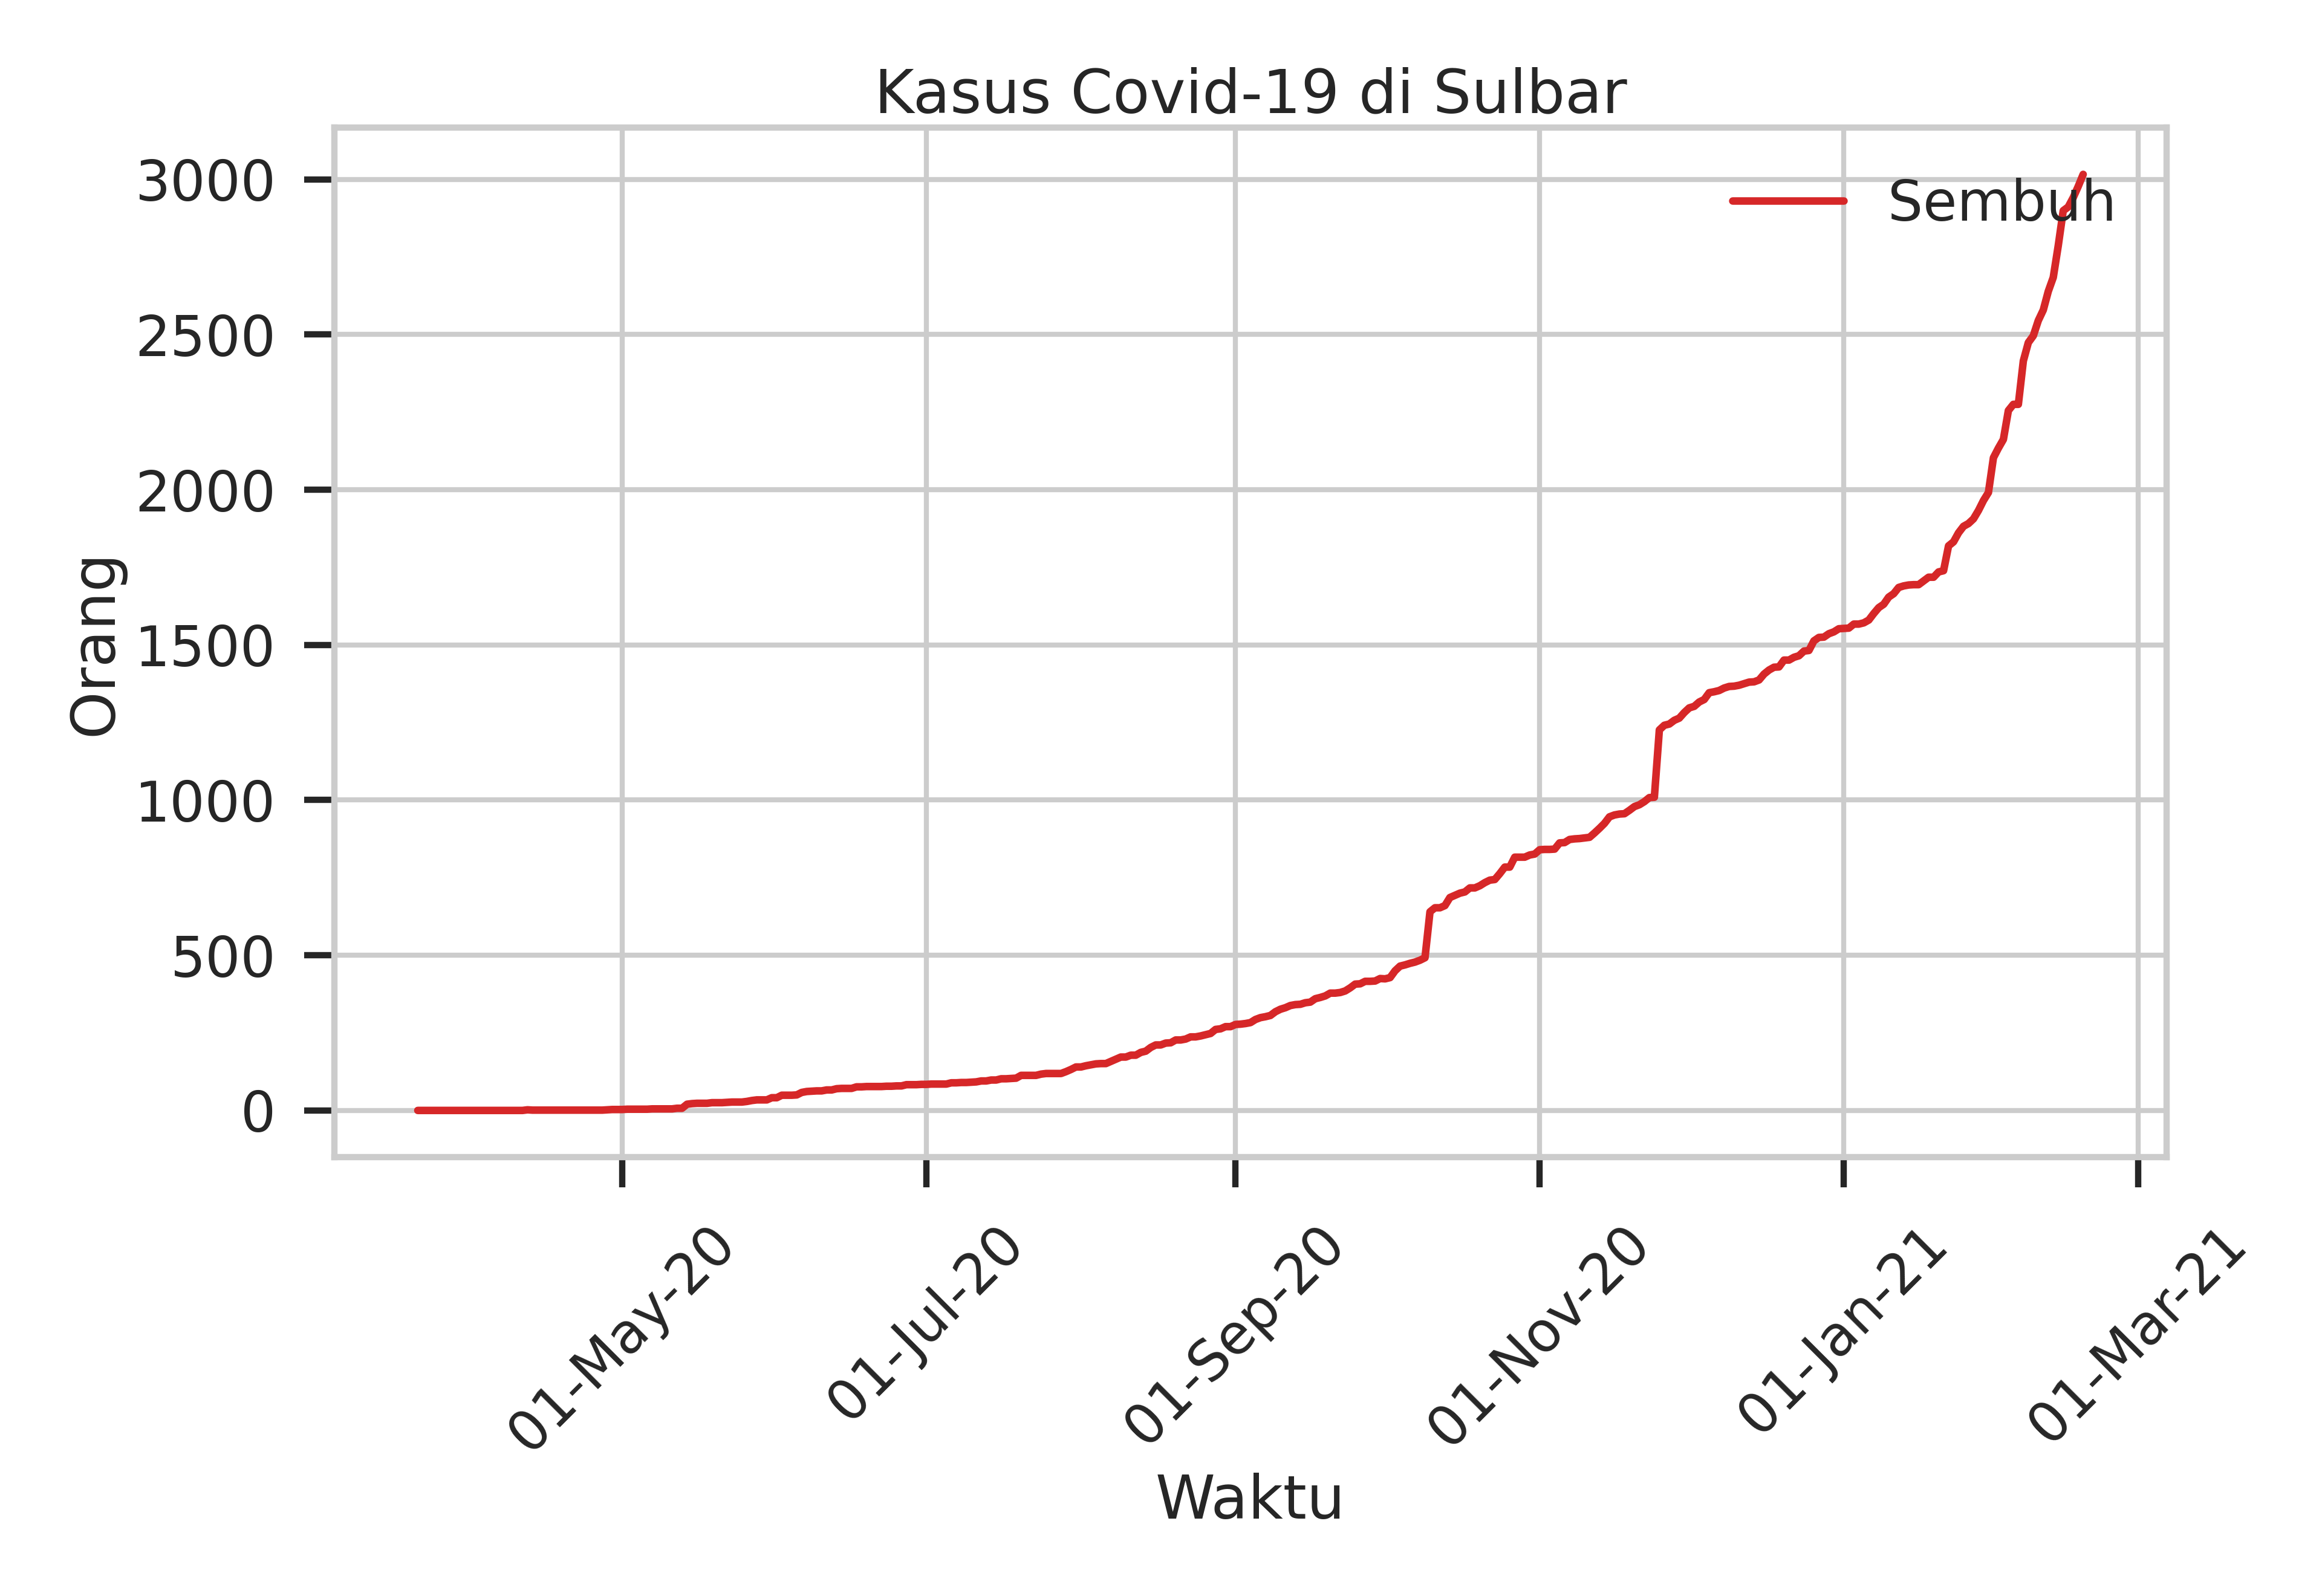 Kasus Covid-19 di Sulbar
Sembuh
Orang
3000
2500
2000
1500
1000
500
0
01-May-20
01-Jul-20
01-Sep-20
01-Nov-20
01-Jan-21
01-Mar-21
Waktu